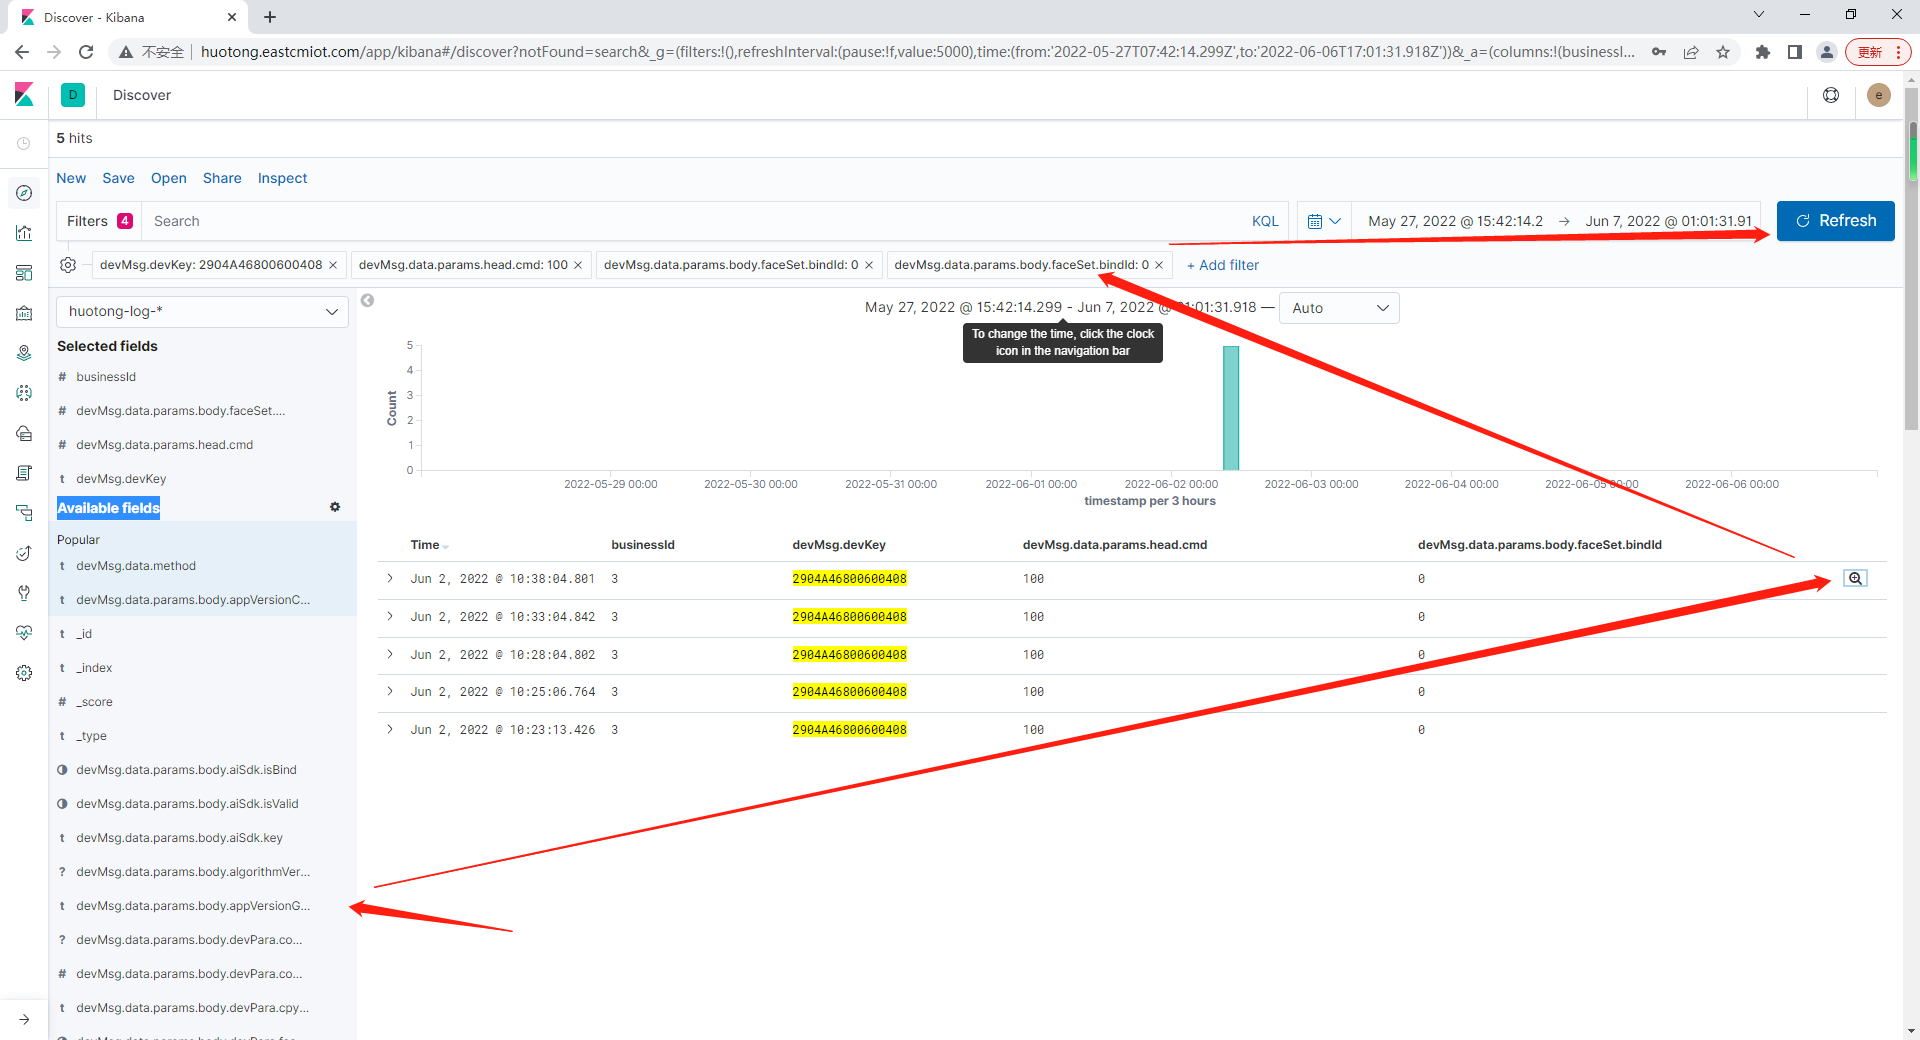 Discover - Kibana
不安全
huotong.eastcmiot.com/app/kibana#/discover?notFound=search&_g=(filters:!(),refreshInterval:(pause:!f,value:5000),time:(from:'2022-05-27T07:42:14.299Z',to:'2022-06-06T17:01:31.918Z'))&_a=(columns:!(businessI...
更新
D
Discover
e
5 hits
New Save Open Share Inspect
Filters 4 Search KQL May 27, 2022 @ 15:42:14.2 → Jun 7, 2022 @ 01:01:31.91 Refresh
devMsg.devKey: 2904A46800600408 × devMsg.data.params.head.cmd: 100 × devMsg.data.params.body.faceSet.bindId: 0 × devMsg.data.params.body.faceSet.bindId: 0 × + Add filter
huotong-log-*
May 27, 2022 @ 15:42:14.299 - Jun 7, 2022 @ 01:01:31.918 — Auto
To change the time, click the clock
icon in the navigation bar
Selected fields
# businessId
# devMsg.data.params.body.faceSet....
# devMsg.data.params.head.cmd
t devMsg.devKey
Available fields
Popular
t devMsg.data.method
t devMsg.data.params.body.appVersionC...
t _id
t _index
# _score
t _type
devMsg.data.params.body.aiSdk.isBind
devMsg.data.params.body.aiSdk.isValid
t devMsg.data.params.body.aiSdk.key
? devMsg.data.params.body.algorithmVer...
t devMsg.data.params.body.appVersionG...
? devMsg.data.params.body.devPara.co...
# devMsg.data.params.body.devPara.co...
t devMsg.data.params.body.devPara.cpy...
5
4
3
2
1
0
Count
2022-05-29 00:00 2022-05-30 00:00 2022-05-31 00:00 2022-06-01 00:00 2022-06-02 00:00 2022-06-03 00:00 2022-06-04 00:00 2022-06-05 00:00 2022-06-06 00:00
timestamp per 3 hours
Time businessId devMsg.devKey devMsg.data.params.head.cmd devMsg.data.params.body.faceSet.bindId
Jun 2, 2022 @ 10:38:04.801 3 2904A46800600408 100 0
Jun 2, 2022 @ 10:33:04.842 3 2904A46800600408 100 0
Jun 2, 2022 @ 10:28:04.802 3 2904A46800600408 100 0
Jun 2, 2022 @ 10:25:06.764 3 2904A46800600408 100 0
Jun 2, 2022 @ 10:23:13.426 3 2904A46800600408 100 0